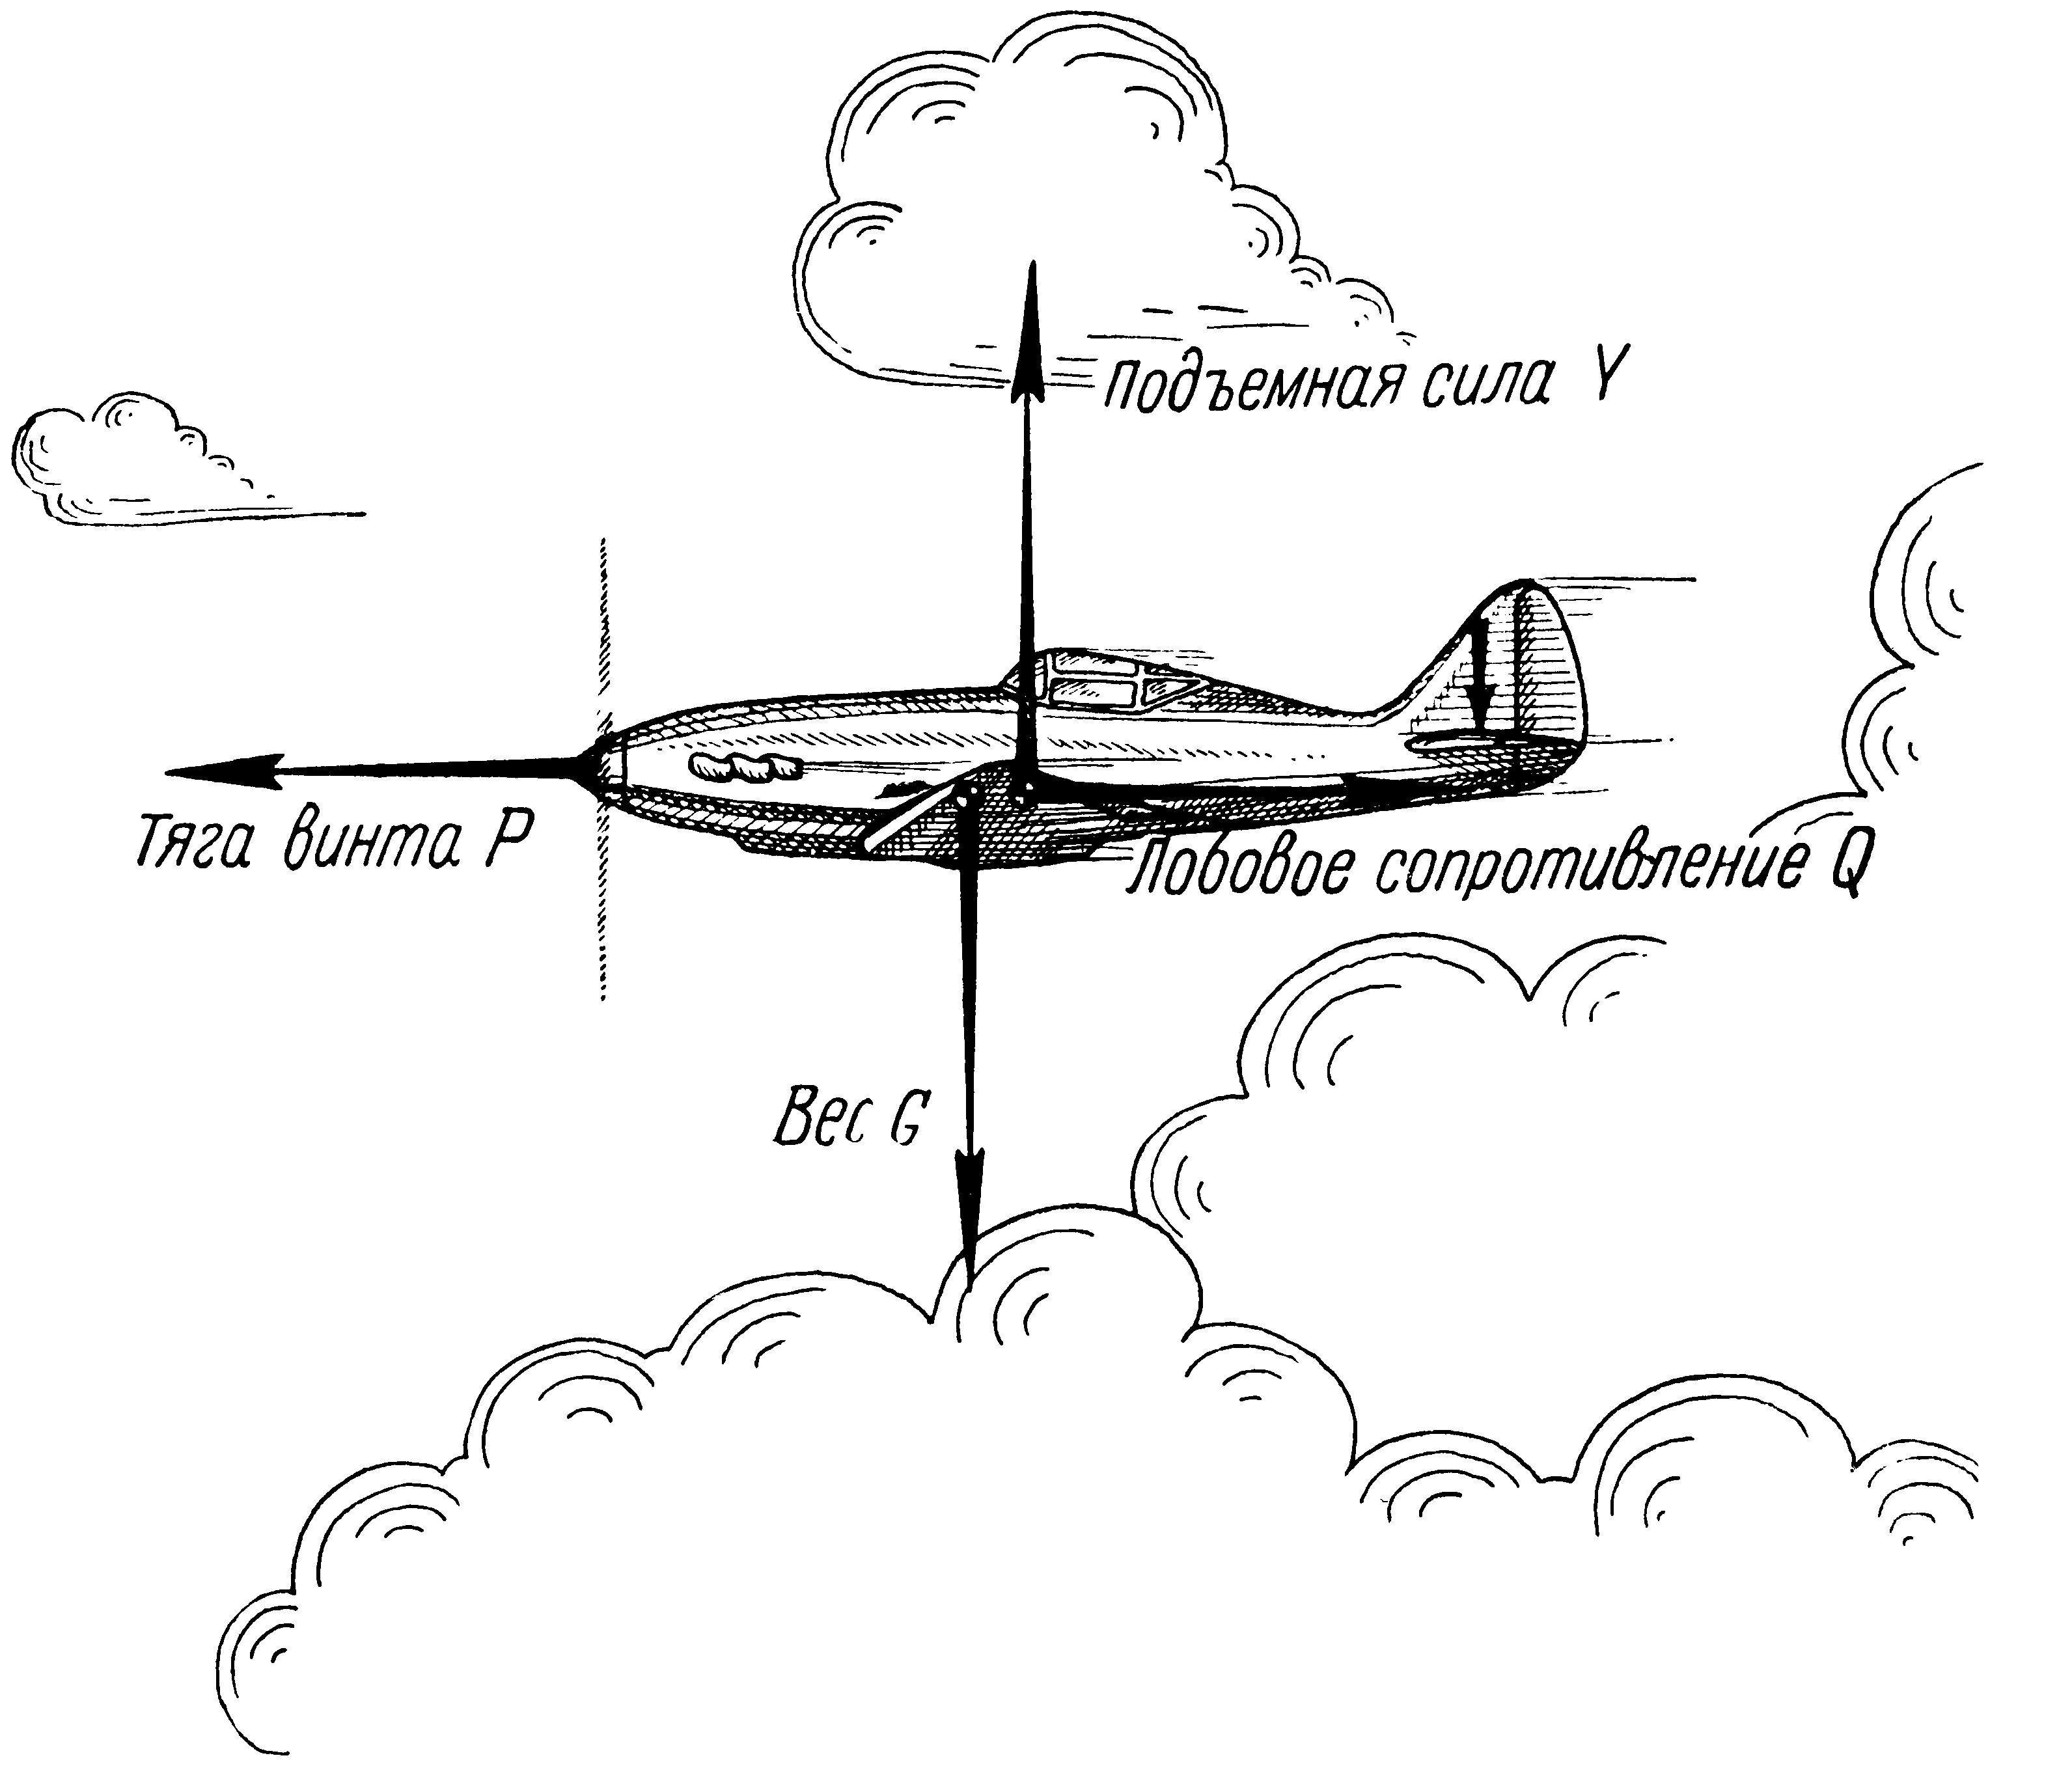 Подъемная сила Y
Тяга винта P
Лобовое сопротивление Q
Вес G